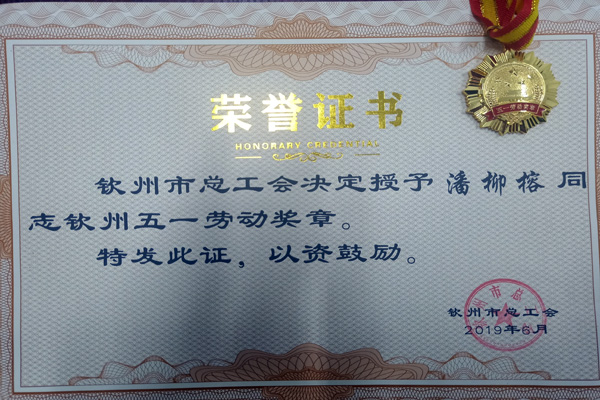 荣誉证书
HONORARY CREDENTIAL
钦州市总工会决定授予潘柳榕同
志钦州五一劳动奖章。
特发此证，以资鼓励。
钦州市总工会
2019年6月